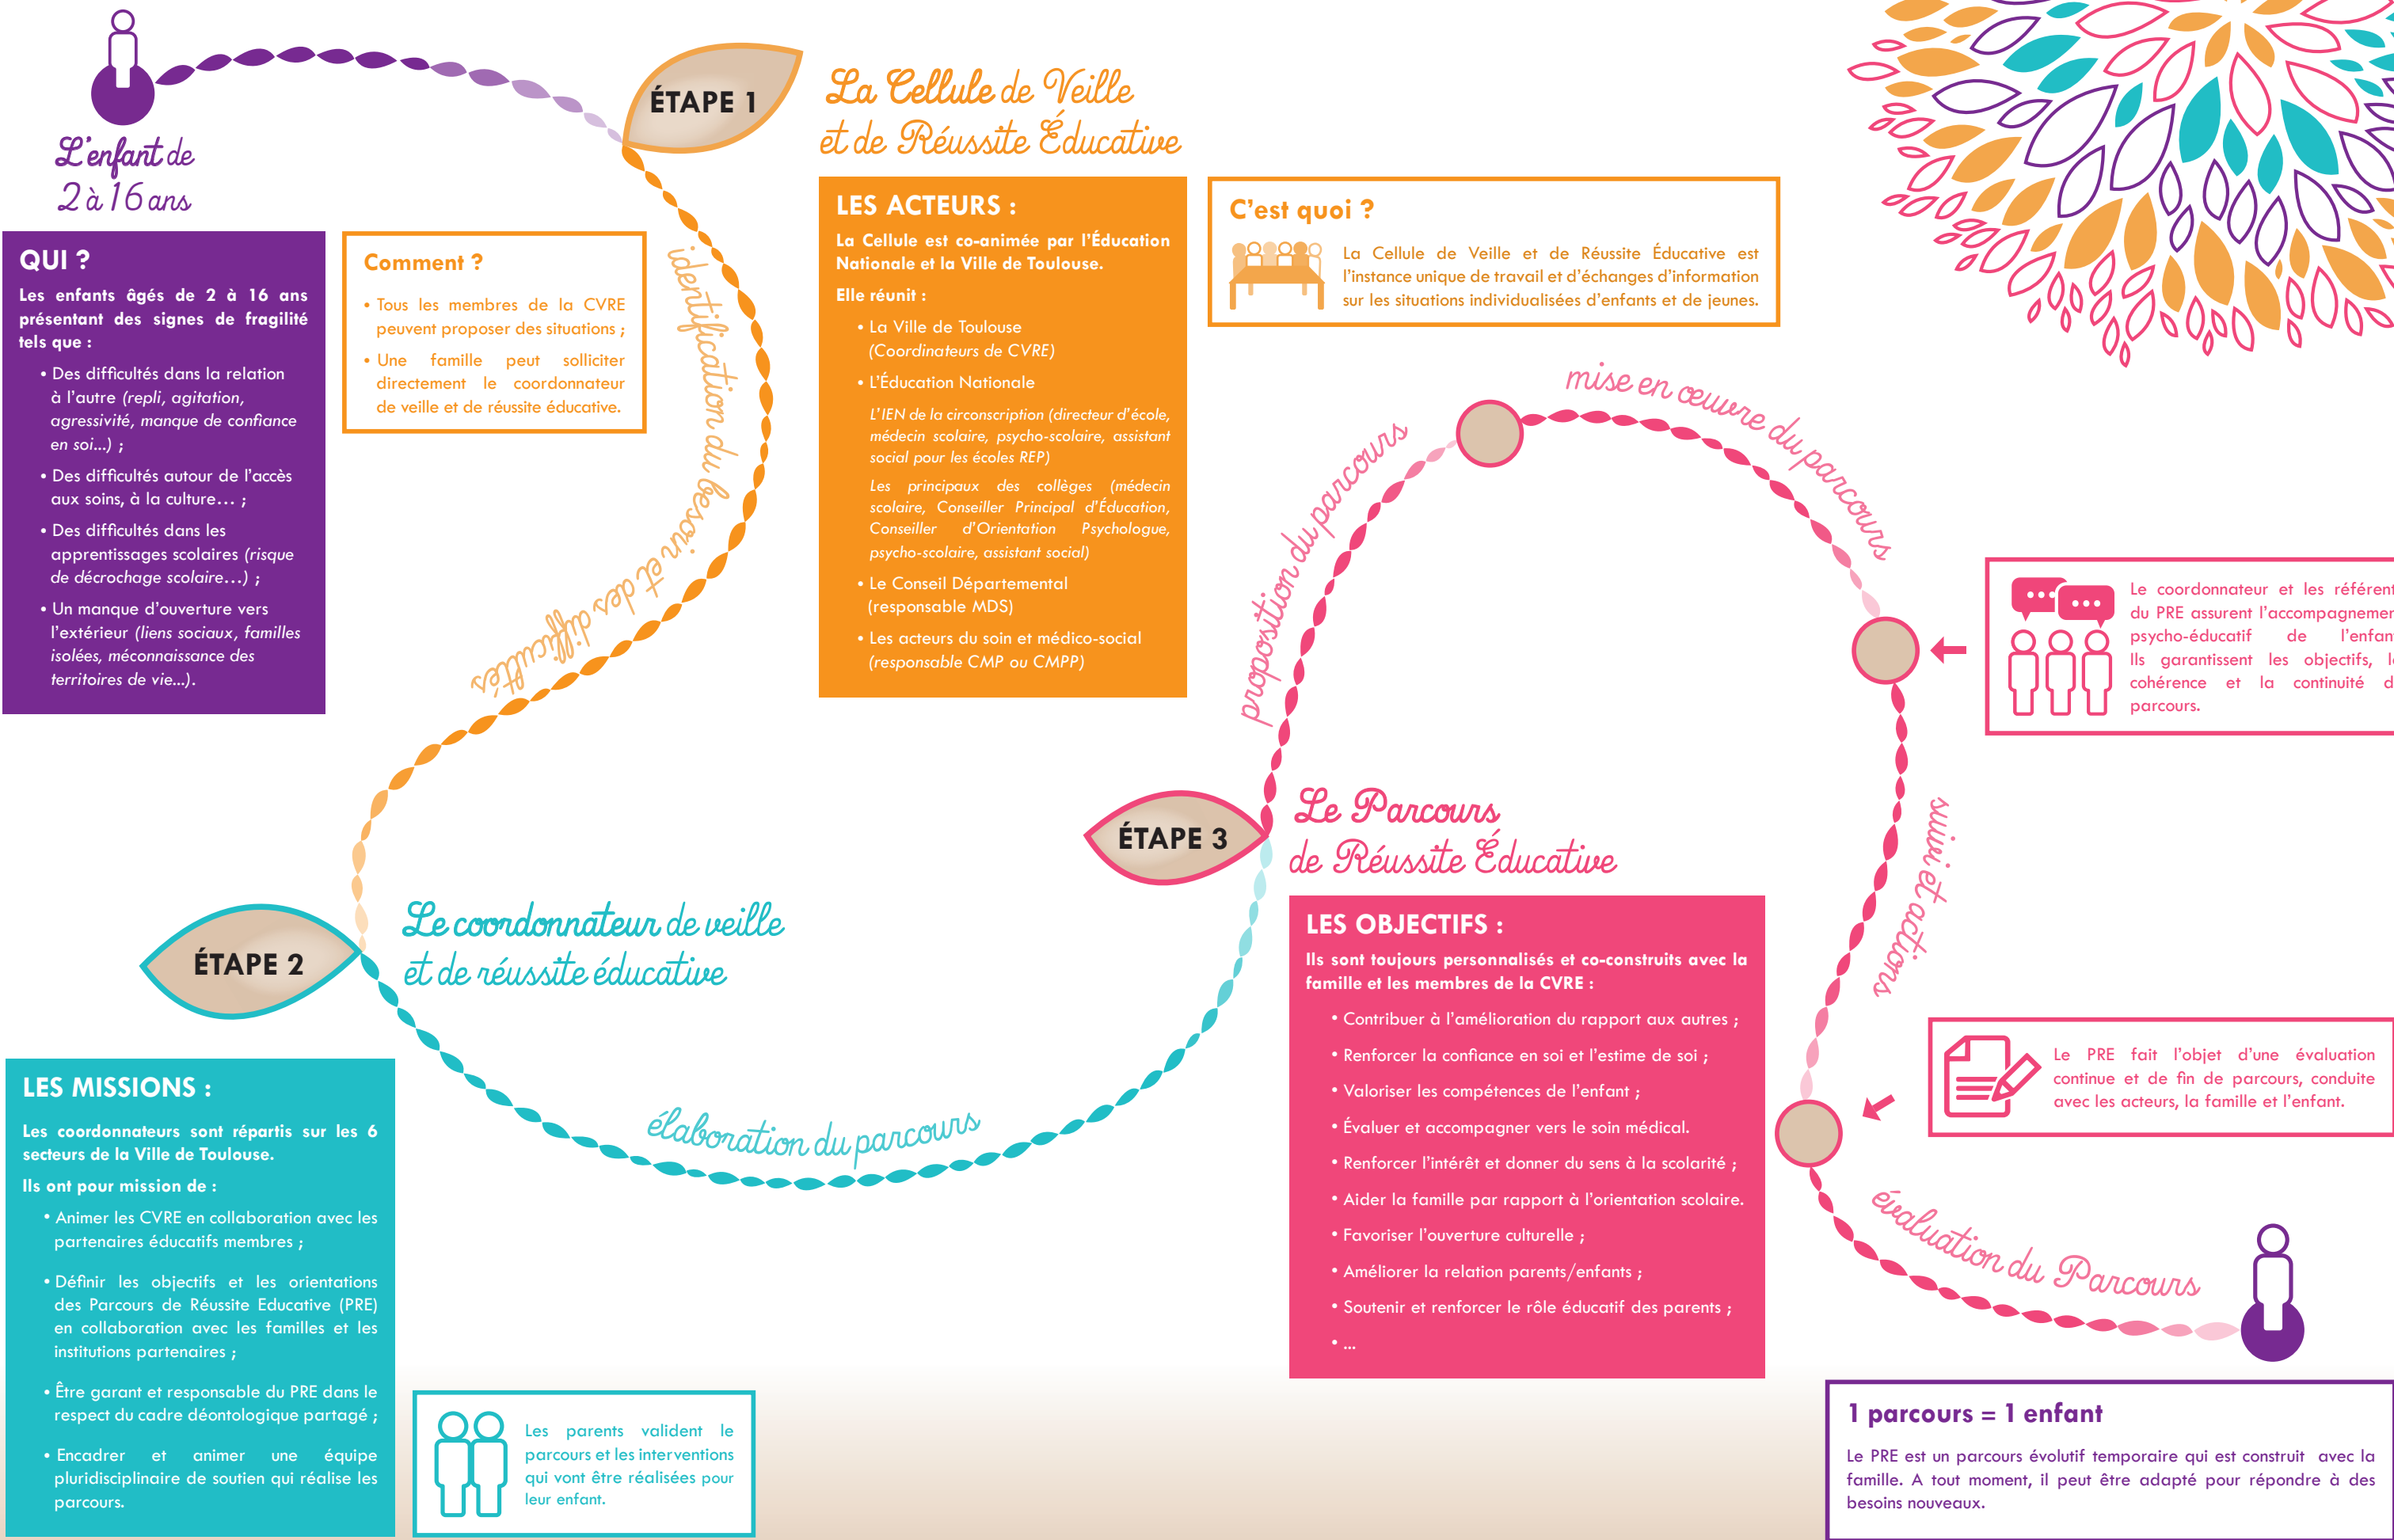 L'enfant de
2 à 16 ans
QUI ?
Les enfants âgés de 2 à 16 ans
présentant des signes de fragilité
tels que :
• Des difficultés dans la relation
à l'autre (repli, agitation,
agressivité, manque de confiance
en soi...) ;
• Des difficultés autour de l'accès
aux soins, à la culture... ;
• Des difficultés dans les
apprentissages scolaires (risque
de décrochage scolaire...) ;
• Un manque d'ouverture vers
l'extérieur (liens sociaux, familles
isolées, méconnaissance des
territoires de vie...).
Comment ?
• Tous les membres de la CVRE
peuvent proposer des situations ;
• Une famille peut solliciter
directement le coordonnateur
de veille et de réussite éducative.
ÉTAPE 1
La Cellule de Veille
et de Réussite Éducative
identification du besoin et des difficultés
LES ACTEURS :
La Cellule est co-animée par l'Éducation
Nationale et la Ville de Toulouse.
Elle réunit :
• La Ville de Toulouse
(Coordinateurs de CVRE)
• L'Éducation Nationale
L'IEN de la circonscription (directeur d'école,
médecin scolaire, psycho-scolaire, assistant
social pour les écoles REP)
Les principaux des collèges (médecin
scolaire, Conseiller Principal d'Éducation,
Conseiller d'Orientation Psychologue,
psycho-scolaire, assistant social)
• Le Conseil Départemental
(responsable MDS)
• Les acteurs du soin et médico-social
(responsable CMP ou CMPP)
C'est quoi ?
La Cellule de Veille et de Réussite Éducative est
l'instance unique de travail et d'échanges d'information
sur les situations individualisées d'enfants et de jeunes.
ÉTAPE 2
Le coordonnateur de veille
et de réussite éducative
LES MISSIONS :
Les coordonnateurs sont répartis sur les 6
secteurs de la Ville de Toulouse.
Ils ont pour mission de :
• Animer les CVRE en collaboration avec les
partenaires éducatifs membres ;
• Définir les objectifs et les orientations
des Parcours de Réussite Educative (PRE)
en collaboration avec les familles et les
institutions partenaires ;
• Être garant et responsable du PRE dans le
respect du cadre déontologique partagé ;
• Encadrer et animer une équipe
pluridisciplinaire de soutien qui réalise les
parcours.
Les parents valident le
parcours et les interventions
qui vont être réalisées pour
leur enfant.
élaboration du parcours
ÉTAPE 3
Le Parcours
de Réussite Éducative
LES OBJECTIFS :
Ils sont toujours personnalisés et co-construits avec la
famille et les membres de la CVRE :
• Contribuer à l'amélioration du rapport aux autres ;
• Renforcer la confiance en soi et l'estime de soi ;
• Valoriser les compétences de l'enfant ;
• Évaluer et accompagner vers le soin médical.
• Renforcer l'intérêt et donner du sens à la scolarité ;
• Aider la famille par rapport à l'orientation scolaire.
• Favoriser l'ouverture culturelle ;
• Améliorer la relation parents/enfants ;
• Soutenir et renforcer le rôle éducatif des parents ;
• ...
proposition du parcours
mise en œuvre du parcours
Le coordonnateur et les référent
du PRE assurent l'accompagnemen
psycho-éducatif de l'enfan
Ils garantissent les objectifs, l
cohérence et la continuité d
parcours.
suivi et actions
Le PRE fait l'objet d'une évaluation
continue et de fin de parcours, conduite
avec les acteurs, la famille et l'enfant.
évaluation du Parcours
1 parcours = 1 enfant
Le PRE est un parcours évolutif temporaire qui est construit avec la
famille. A tout moment, il peut être adapté pour répondre à des
besoins nouveaux.